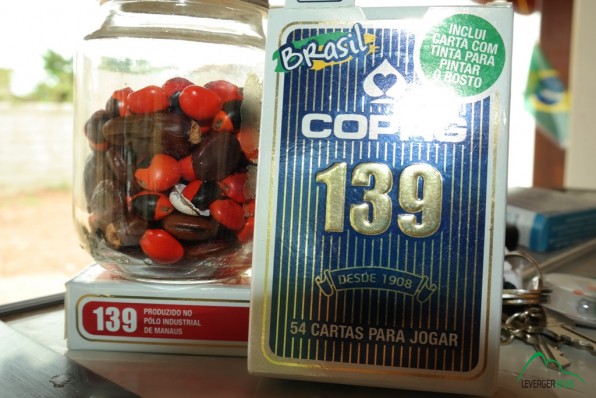 Brasil
INCLUI
CARTA COM
TINTA PARA
PINTAR
O ROSTO
COPAG
139
DESDE 1908
54 CARTAS PARA JOGAR
139
PRODUZIDO NO
PÓLO INDUSTRIAL
DE MANAUS
LEVERGER